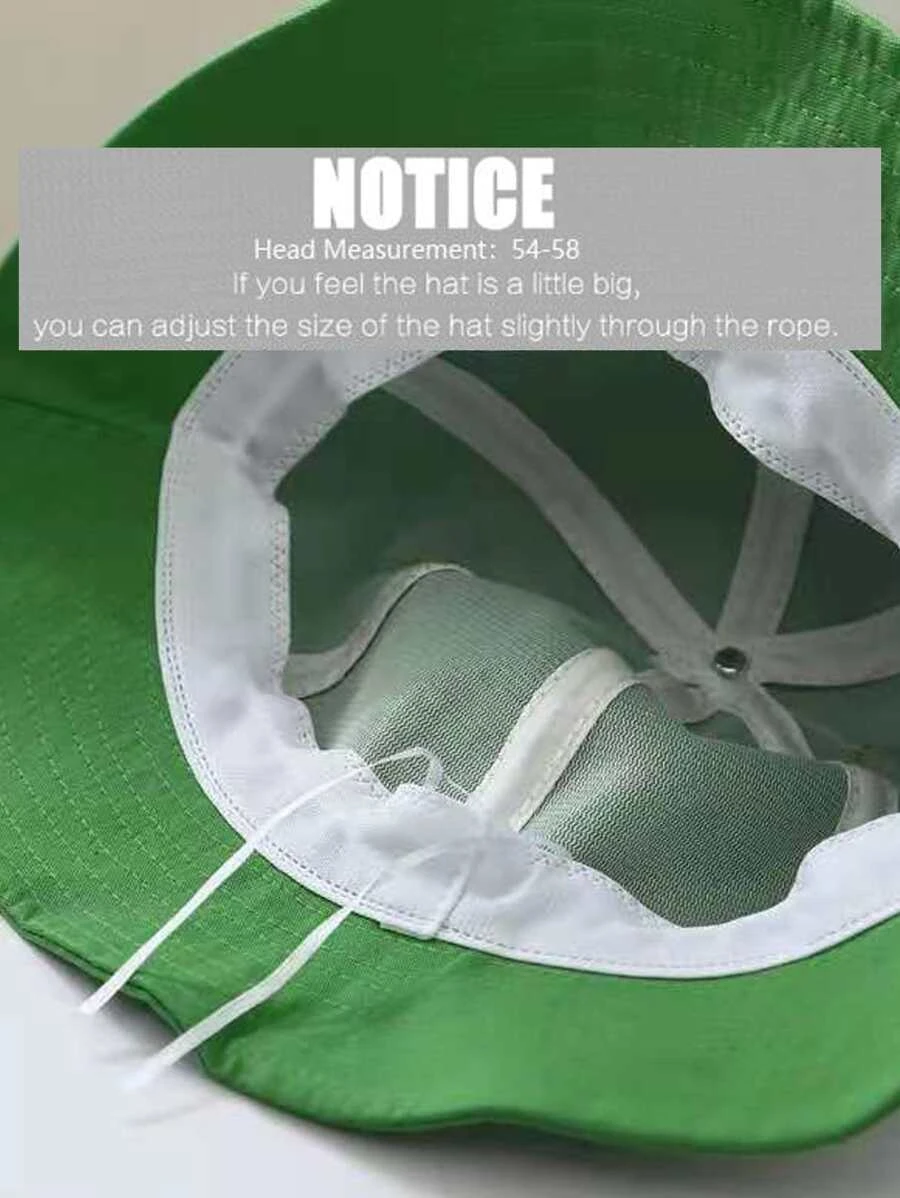 NOTICE
Head Measurement: 54-58
If you feel the hat is a little big,
you can adjust the size of the hat slightly through the rope.